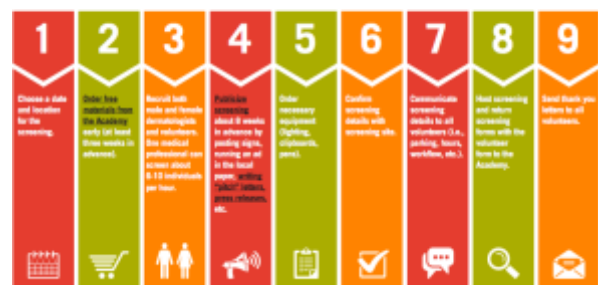 1
Choose a date
and location
for the
screening.
2
Order free
materials from
the Academy
early (at least
three weeks in
advance).
3
Recruit both
male and female
dermatologists
and volunteers.
One medical
professional can
screen about
8-10 individuals
per hour.
4
Publicize
screening
about 6 weeks
in advance by
posting signs,
running an ad
in the local
paper, writing
"pitch" letters,
press releases,
etc.
5
Order
necessary
equipment
(lighting,
clipboards,
pens).
6
Confirm
screening
details with
screening site.
7
Communicate
screening
details to all
volunteers (i.e.,
parking, hours,
workflow, etc.).
8
Host screening
and return
screening
forms with the
volunteer
form to the
Academy.
9
Send thank you
letters to all
volunteers.